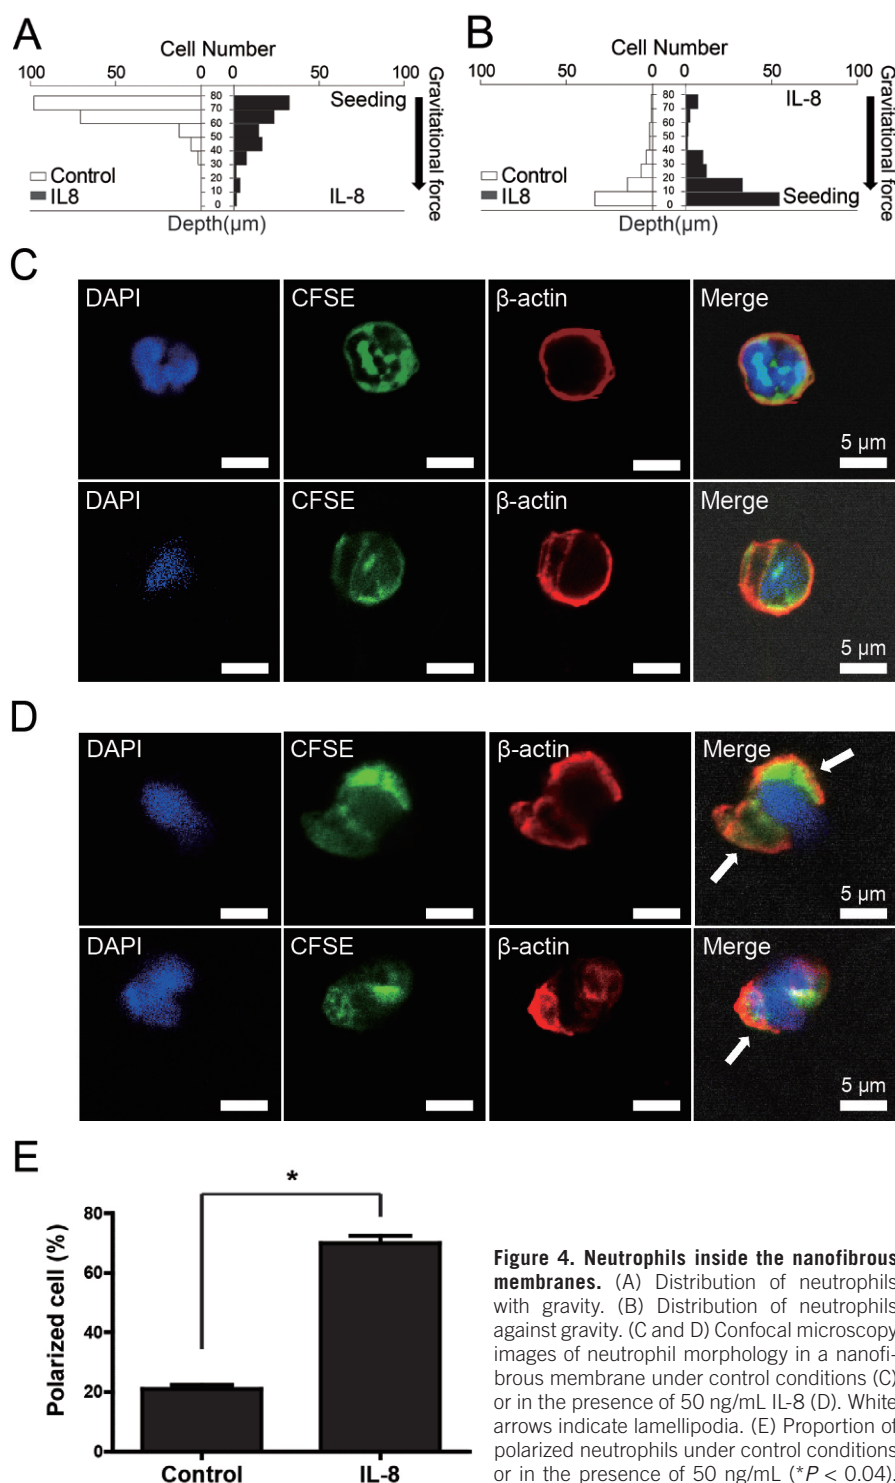 A
Cell Number
100
50
0
0
50
100
80
70
60
50
40
30
20
10
0
Seeding
IL-8
Control
IL8
Depth(µm)
Gravitational force
B
Cell Number
100
50
0
0
50
100
80
70
60
50
40
30
20
10
0
IL-8
Seeding
Control
IL8
Depth(µm)
Gravitational force
C
DAPI
CFSE
β-actin
Merge
5 µm
DAPI
CFSE
β-actin
Merge
5 µm
D
DAPI
CFSE
β-actin
Merge
5 µm
DAPI
CFSE
β-actin
Merge
5 µm
E
Polarized cell (%)
80
60
40
20
0
*
Control
IL-8
Figure 4. Neutrophils inside the nanofibrous
membranes. (A) Distribution of neutrophils
with gravity. (B) Distribution of neutrophils
against gravity. (C and D) Confocal microscopy
images of neutrophil morphology in a nanofi-
brous membrane under control conditions (C)
or in the presence of 50 ng/mL IL-8 (D). White
arrows indicate lamellipodia. (E) Proportion of
polarized neutrophils under control conditions
or in the presence of 50 ng/mL (*P < 0.04).